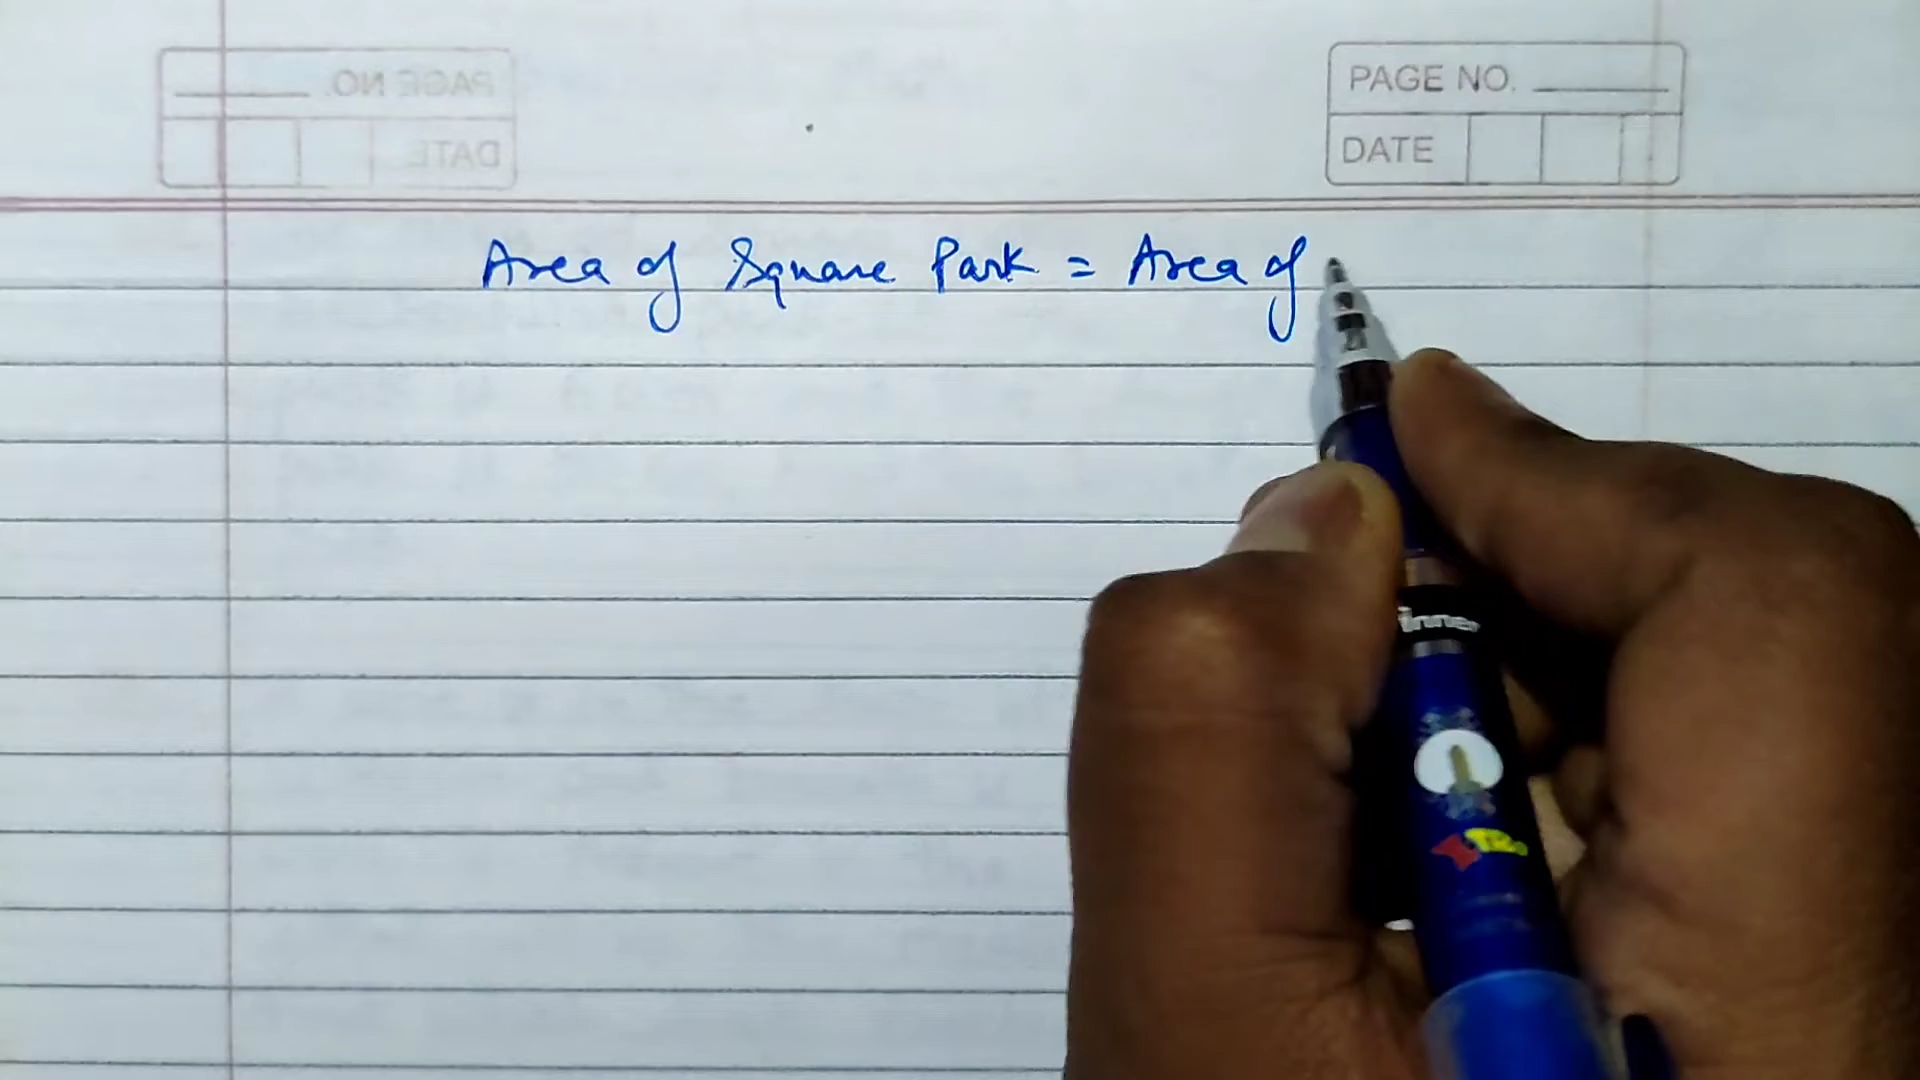 PAGE NO.
DATE
Area of Square Park = Area of